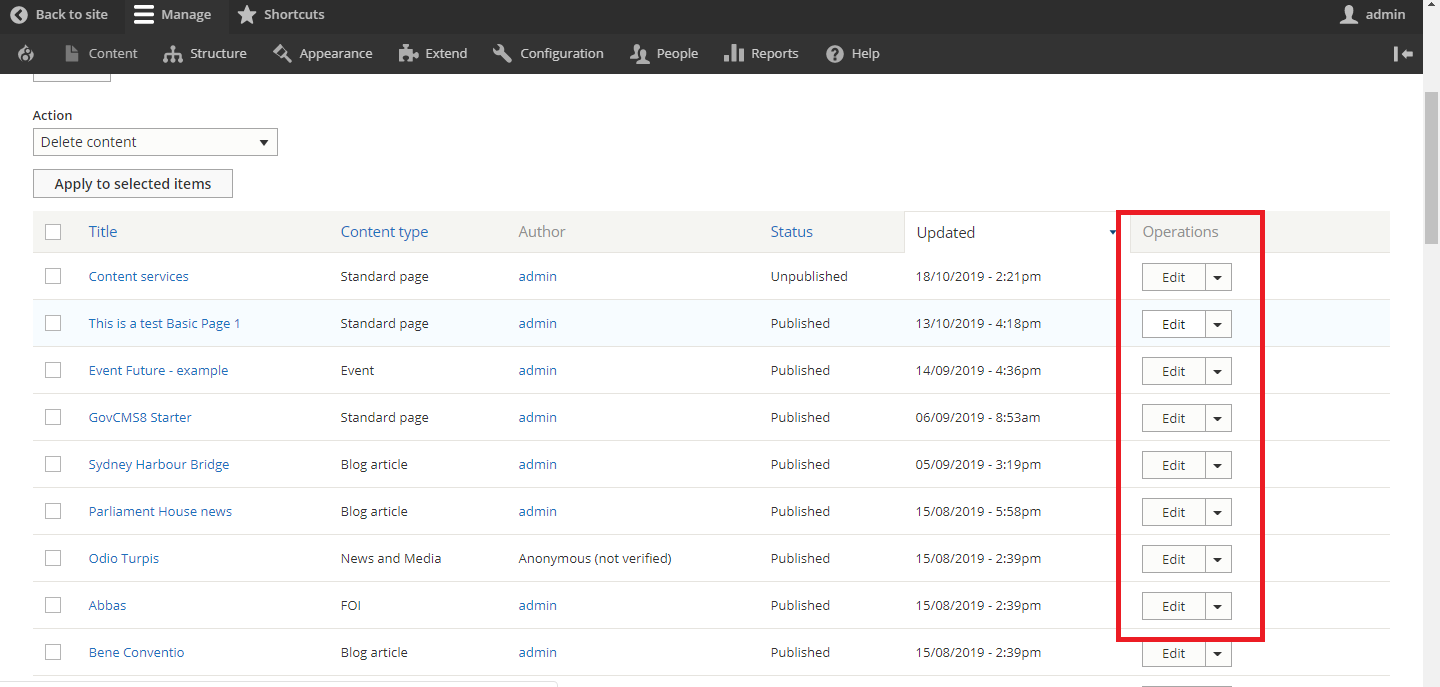 Back to site Manage Shortcuts admin
Content Structure Appearance Extend Configuration People Reports Help
Action
Delete content
Apply to selected items
Title Content type Author Status Updated Operations
Content services Standard page admin Unpublished 18/10/2019 - 2:21pm Edit
This is a test Basic Page 1 Standard page admin Published 13/10/2019 - 4:18pm Edit
Event Future - example Event admin Published 14/09/2019 - 4:36pm Edit
GovCMS8 Starter Standard page admin Published 06/09/2019 - 8:53am Edit
Sydney Harbour Bridge Blog article admin Published 05/09/2019 - 3:19pm Edit
Parliament House news Blog article admin Published 15/08/2019 - 5:58pm Edit
Odio Turpis News and Media Anonymous (not verified) Published 15/08/2019 - 2:39pm Edit
Abbas FOI admin Published 15/08/2019 - 2:39pm Edit
Bene Conventio Blog article admin Published 15/08/2019 - 2:39pm Edit